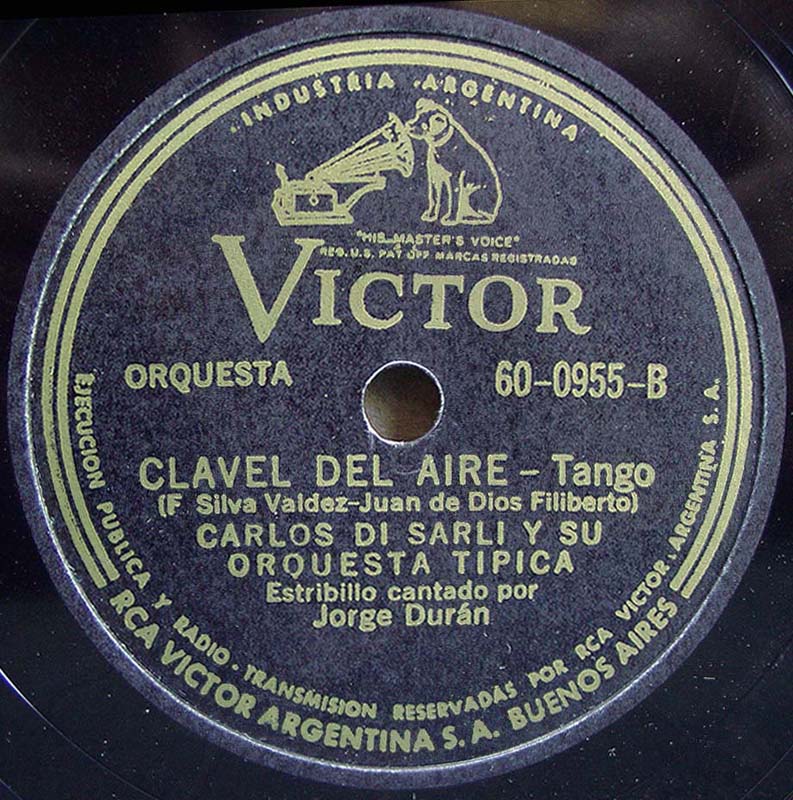 INDUSTRIA ARGENTINA
"HIS MASTER'S VOICE"
REG. U.S. PAT OFF MARCAS REGISTRADAS
VICTOR
ORQUESTA
60-0955-B
CLAVEL DEL AIRE - Tango
(F Silva Valdez-Juan de Dios Filiberto)
CARLOS DI SARLI Y SU
ORQUESTA TIPICA
Estribillo cantado por
Jorge Durán
EJECUCION PUBLICA Y RADIO-TRANSMISION RESERVADAS POR RCA VICTOR-ARGENTINA S. A.
RCA VICTOR ARGENTINA S. A. BUENOS AIRES